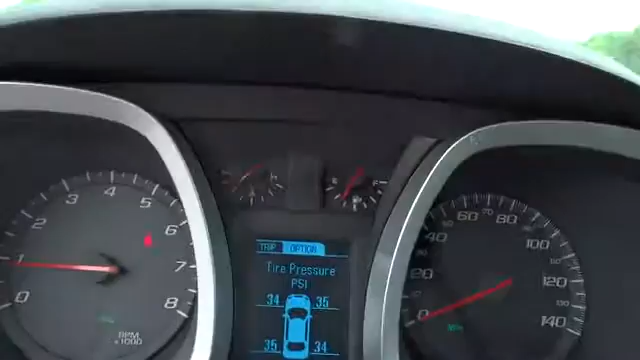 TRIP OPTION
Tire Pressure
PSI
34 35
35 34
0 1 2 3 4 5 6 7 8
RPM
x1000
0 20 40 60 80 100 120 140
MPH